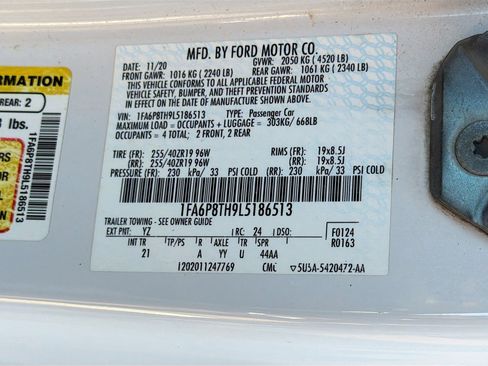 ORMATION
REAR: 2
lbs.
1FA6P8TH9L5186513
MFD. BY FORD MOTOR CO.
DATE: 11/20 GVWR: 2050 KG (4520 LB)
FRONT GAWR: 1016 KG (2240 LB) REAR GAWR: 1061 KG (2340 LB)
THIS VEHICLE CONFORMS TO ALL APPLICABLE FEDERAL MOTOR
VEHICLE SAFETY, BUMPER, AND THEFT PREVENTION STANDARDS
IN EFFECT ON THE DATE OF MANUFACTURE SHOWN ABOVE.
VIN: 1FA6P8TH9L5186513 TYPE: Passenger Car
MAXIMUM LOAD = OCCUPANTS + LUGGAGE = 303KG/ 668LB
OCCUPANTS = 4 TOTAL; 2 FRONT, 2 REAR
TIRE (FR): 255/40ZR19 96W RIMS (FR): 19x8.5J
(RR): 255/40ZR19 96W (RR): 19x8.5J
PRESSURE (FR): 230 kPa/ 33 PSI COLD (RR): 230 kPa/ 33 PSI COLD
1FA6P8TH9L5186513
TRAILER TOWING - SEE OWNER GUIDE
EXT PNT: YZ RC: 24 DSO: F0124
INT TR TP/PS R AXLE TR SPR R0163
21 A YY U 44AA
1202011247769 CMC ▽5U5A-5420472-AA